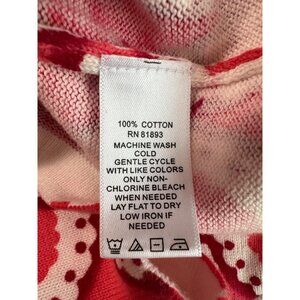 100% COTTON
RN 81893
MACHINE WASH
COLD
GENTLE CYCLE
WITH LIKE COLORS
ONLY NON-
CHLORINE BLEACH
WHEN NEEDED
LAY FLAT TO DRY
LOW IRON IF
NEEDED